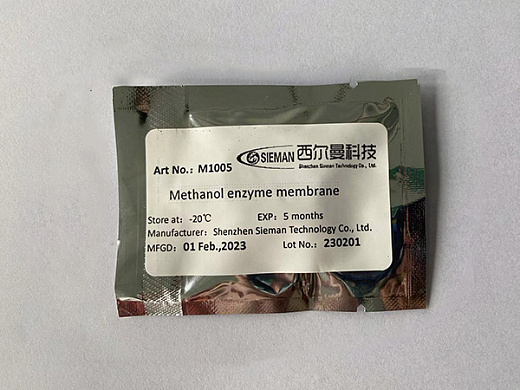 SIEMAN 西尔曼科技
Shenzhen Sieman Technology Co., Ltd.
Art No.: M1005
Methanol enzyme membrane
Store at: -20℃ EXP: 5 months
Manufacturer: Shenzhen Sieman Technology Co., Ltd.
MFGD: 01 Feb.,2023 Lot No.: 230201